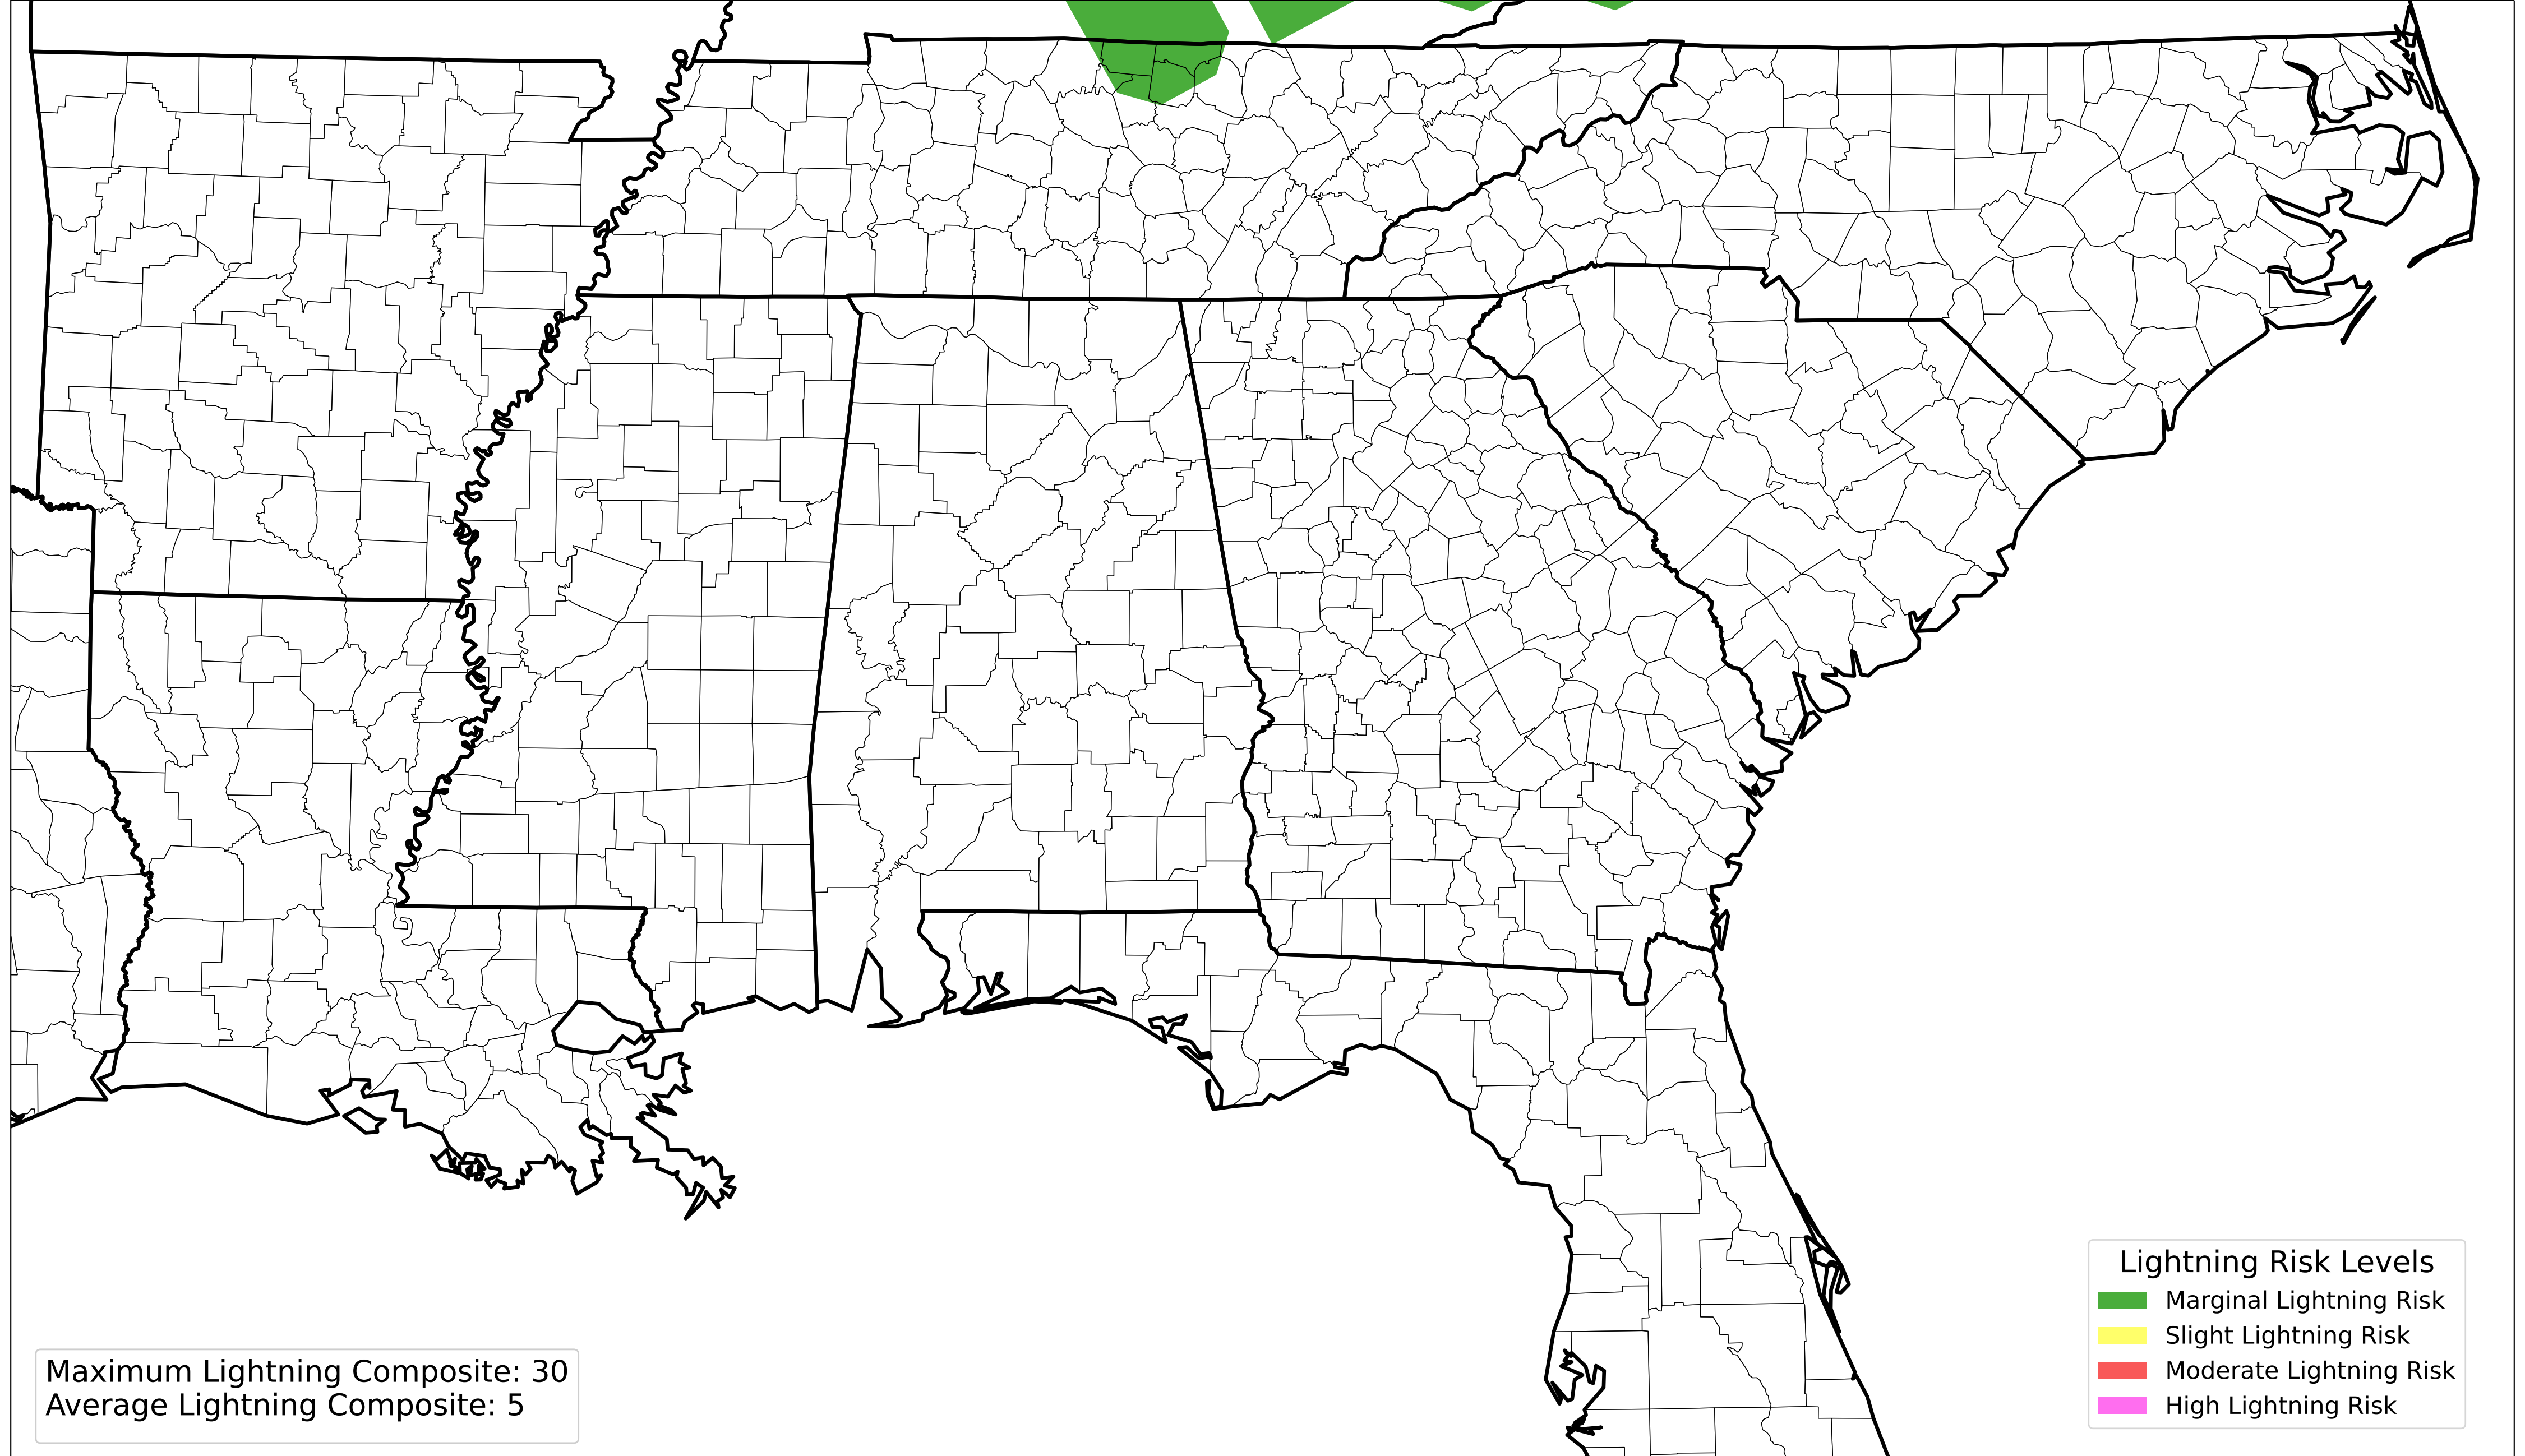 Maximum Lightning Composite: 30
Average Lightning Composite: 5
Lightning Risk Levels
Marginal Lightning Risk
Slight Lightning Risk
Moderate Lightning Risk
High Lightning Risk